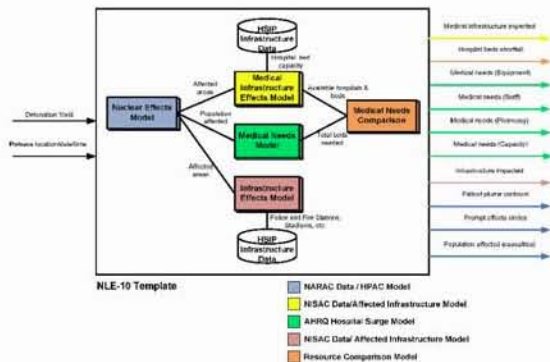 HSIP
Infrastructure
Data
Hospital bed
capacity
Affected
areas
Medical
Infrastructure
Effects Model
Available hospitals &
beds
Nuclear Effects
Model
Population
affected
Medical Needs
Model
Medical Needs
Comparison
Total beds
needed
Affected
areas
Infrastructure
Effects Model
Police and Fire Stations,
Stadiums, etc
HSIP
Infrastructure
Data
Detonation Yield
Release location/date/time
Medical infrastructure impacted
Hospital beds shortfall
Medical needs (Equipment)
Medical needs (Staff)
Medical needs (Pharmacy)
Medical needs (Capacity)
Infrastructure impacted
Fallout plume contours
Prompt effects circles
Population affected (casualties)
NLE-10 Template
NARAC Data / HPAC Model
NISAC Data/Affected Infrastructure Model
AHRQ Hospital Surge Model
NISAC Data/ Affected Infrastructure Model
Resource Comparison Model